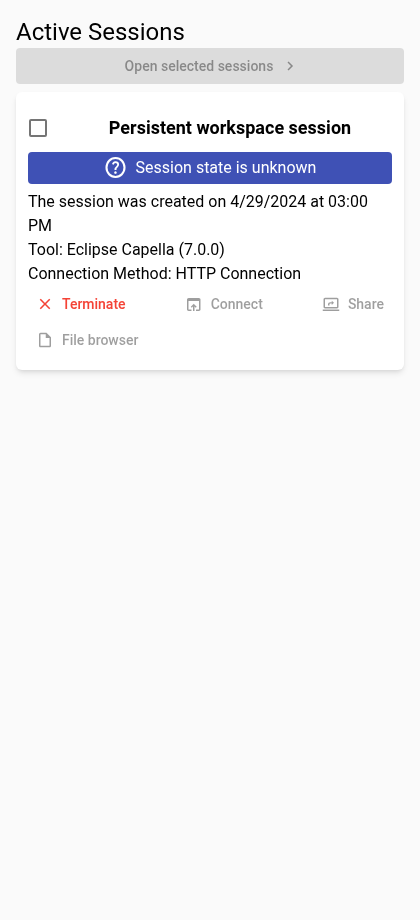 Active Sessions
Open selected sessions
Persistent workspace session
Session state is unknown
The session was created on 4/29/2024 at 03:00
PM
Tool: Eclipse Capella (7.0.0)
Connection Method: HTTP Connection
Terminate Connect Share
File browser